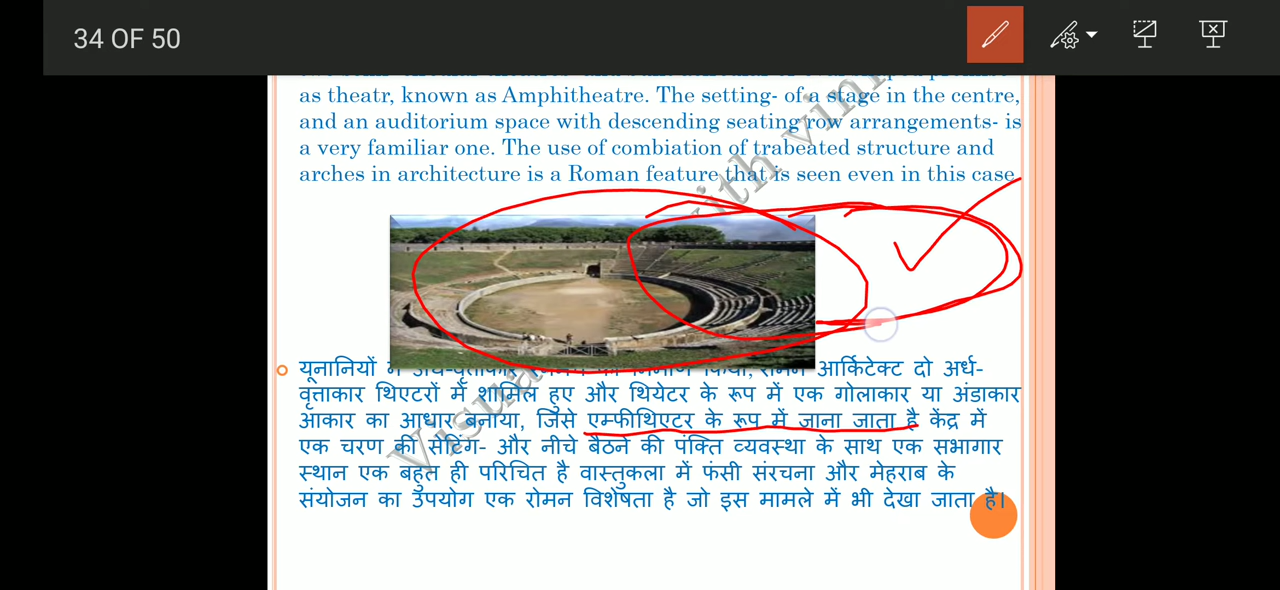 34 OF 50
as theatr, known as Amphitheatre. The setting- of a stage in the centre,
and an auditorium space with descending seating row arrangements- is
a very familiar one. The use of combiation of trabeated structure and
arches in architecture is a Roman feature that is seen even in this case.
यूनानियों ने
आर्किटेक्ट दो अर्ध-
वृत्ताकार थिएटरों में शामिल हुए और थियेटर के रूप में एक गोलाकार या अंडाकार
आकार का आधार बनाया, जिसे एम्फीथिएटर के रूप में जाना जाता है केंद्र में
एक चरण की सेटिंग- और नीचे बैठने की पंक्ति व्यवस्था के साथ एक सभागार
स्थान एक बहुत ही परिचित है वास्तुकला में फंसी संरचना और मेहराब के
संयोजन का उपयोग एक रोमन विशेषता है जो इस मामले में भी देखा जाता है।